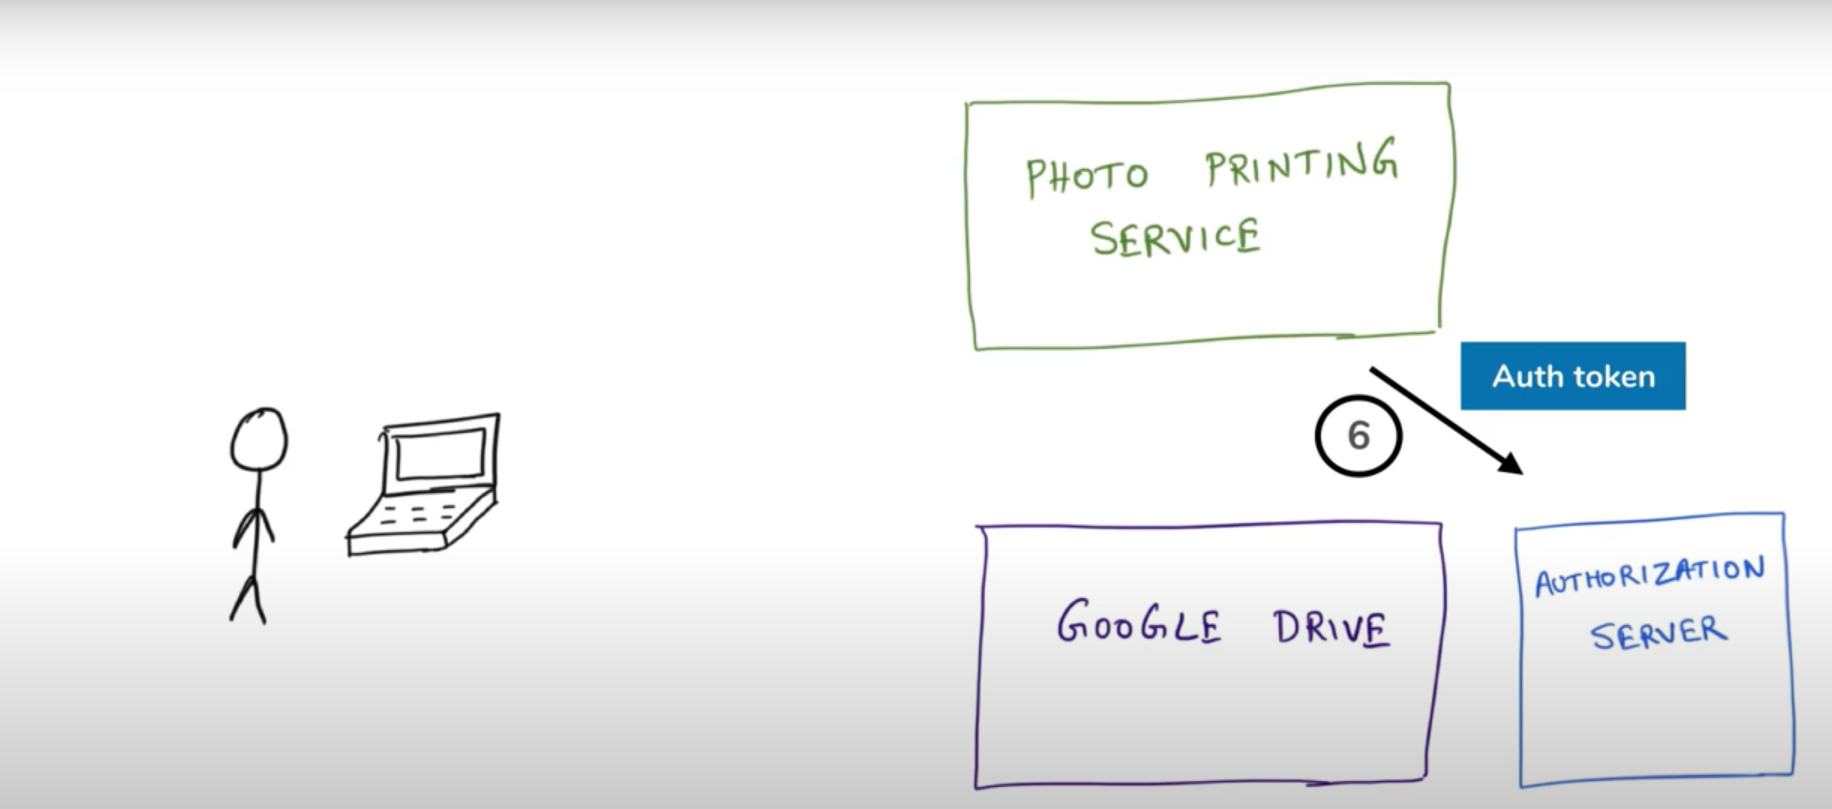 PHOTO PRINTING
SERVICE
Auth token
6
GOOGLE DRIVE
AUTHORIZATION
SERVER